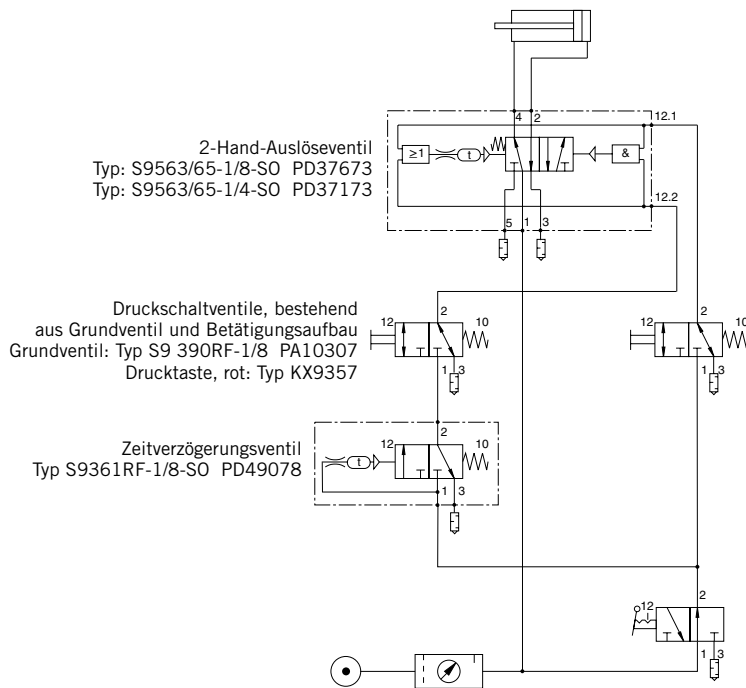 4 2
12.1
2-Hand-Auslöseventil
Typ: S9563/65-1/8-SO PD37673
Typ: S9563/65-1/4-SO PD37173
≥1
t
&
12.2
5 1 3
Druckschaltventile, bestehend
aus Grundventil und Betätigungsaufbau
Grundventil: Typ S9 390RF-1/8 PA10307
Drucktaste, rot: Typ KX9357
12 2 10
1 3
12 2 10
1 3
Zeitverzögerungsventil
Typ S9361RF-1/8-SO PD49078
t
12 2 10
1 3
12 2
1 3